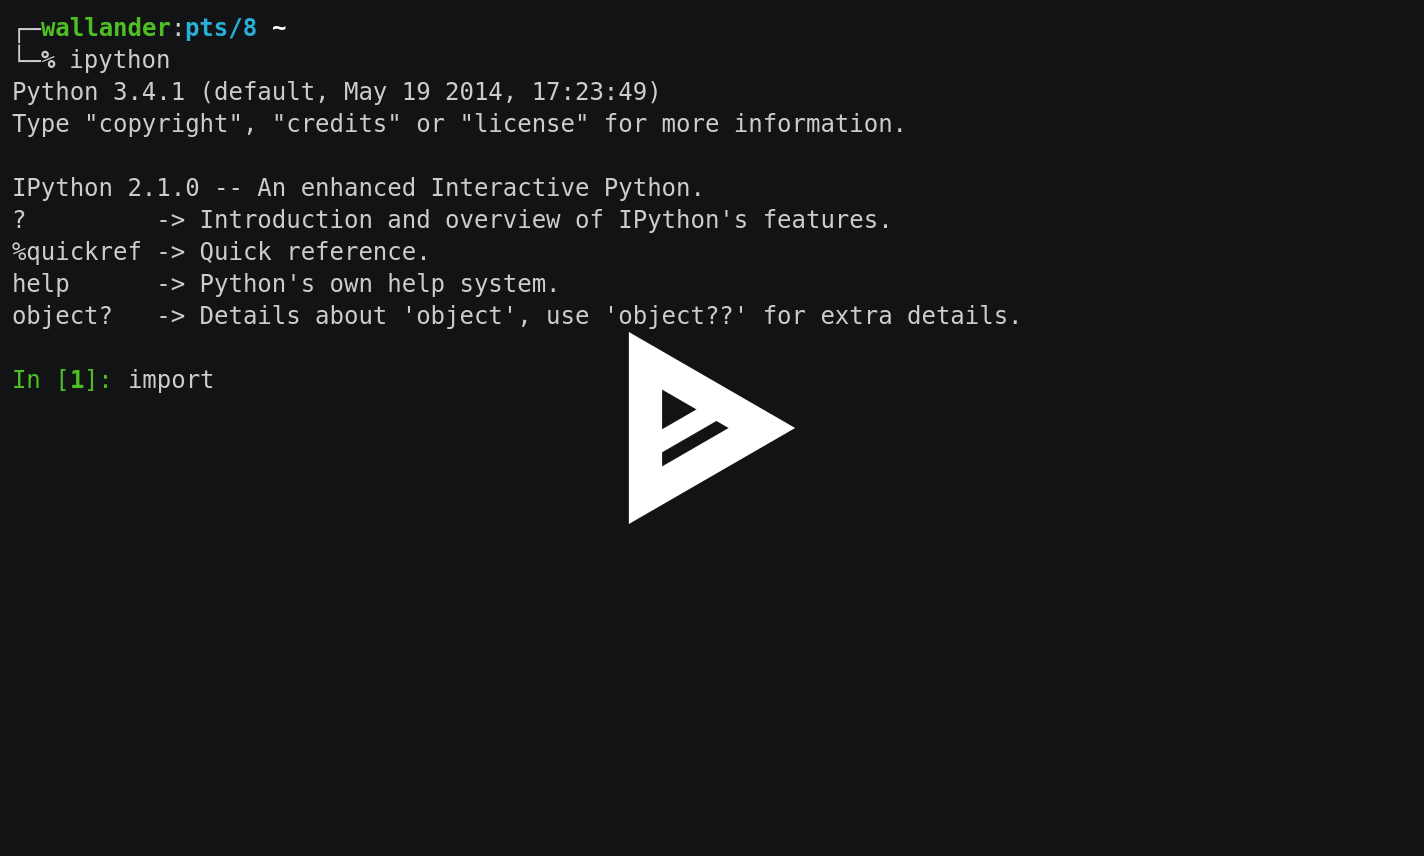 ┌─wallander:pts/8 ~
└─% ipython
Python 3.4.1 (default, May 19 2014, 17:23:49)
Type "copyright", "credits" or "license" for more information.

IPython 2.1.0 -- An enhanced Interactive Python.
?         -> Introduction and overview of IPython's features.
%quickref -> Quick reference.
help      -> Python's own help system.
object?   -> Details about 'object', use 'object??' for extra details.

In [1]: import